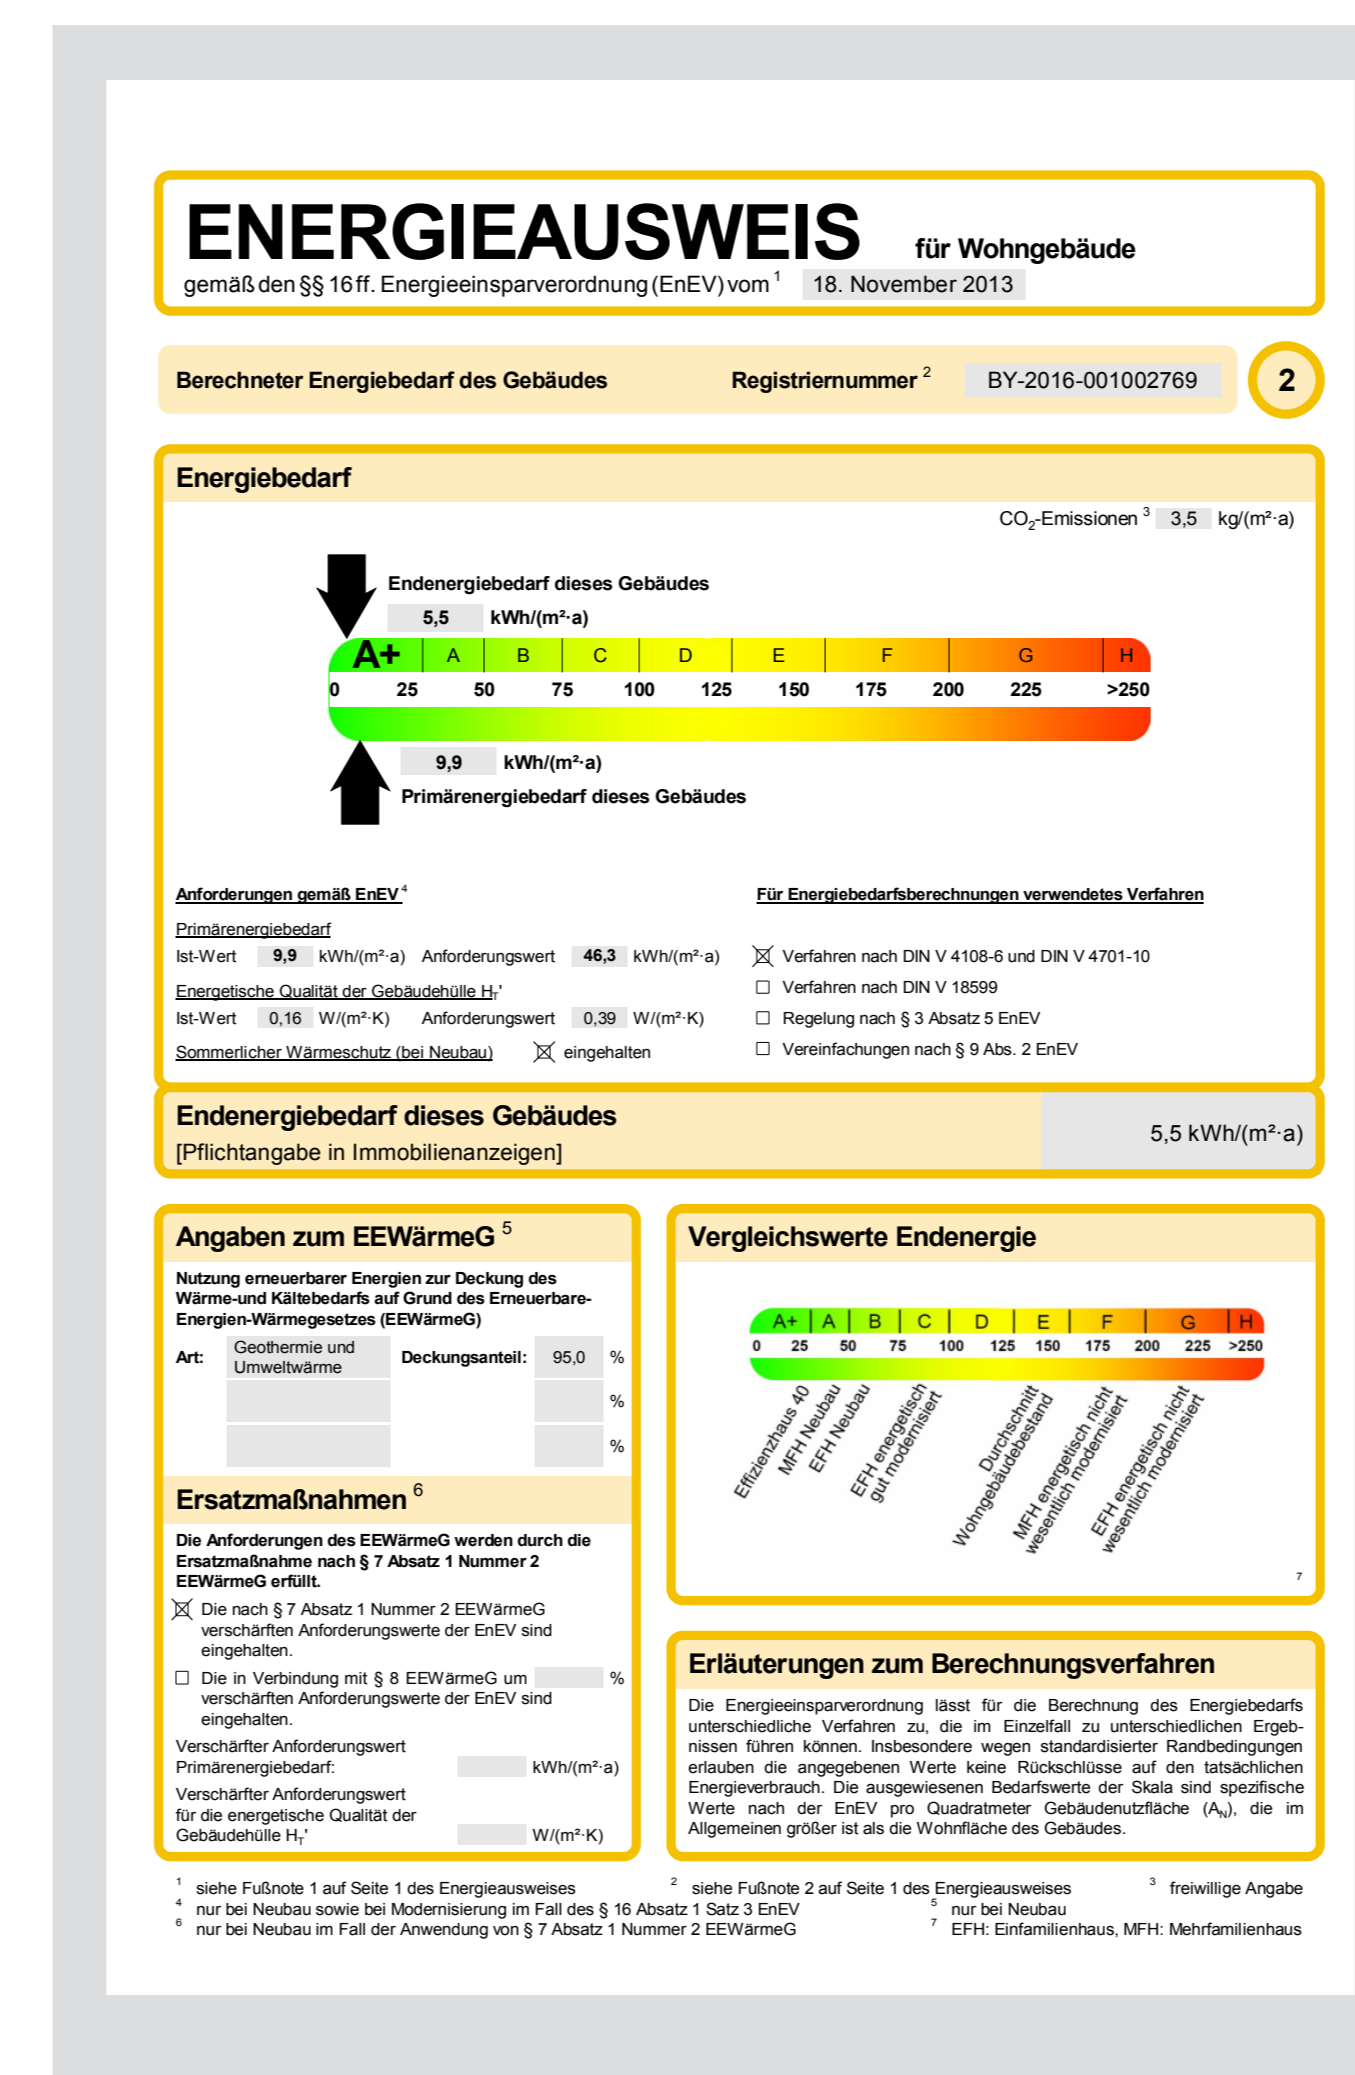 ENERGIEAUSWEIS für Wohngebäude
gemäß den §§ 16 ff. Energieeinsparverordnung (EnEV) vom 1 18. November 2013
Berechneter Energiebedarf des Gebäudes Registriernummer 2 BY-2016-001002769 2
Energiebedarf
CO2-Emissionen 3 3,5 kg/(m²·a)
Endenergiebedarf dieses Gebäudes
5,5 kWh/(m²·a)
A+ A B C D E F G H
0 25 50 75 100 125 150 175 200 225 >250
9,9 kWh/(m²·a)
Primärenergiebedarf dieses Gebäudes
Anforderungen gemäß EnEV 4
Primärenergiebedarf
Ist-Wert 9,9 kWh/(m²·a) Anforderungswert 46,3 kWh/(m²·a)
Energetische Qualität der Gebäudehülle HT'
Ist-Wert 0,16 W/(m²·K) Anforderungswert 0,39 W/(m²·K)
Sommerlicher Wärmeschutz (bei Neubau) ☒ eingehalten
Für Energiebedarfsberechnungen verwendetes Verfahren
☒ Verfahren nach DIN V 4108-6 und DIN V 4701-10
☐ Verfahren nach DIN V 18599
☐ Regelung nach § 3 Absatz 5 EnEV
☐ Vereinfachungen nach § 9 Abs. 2 EnEV
Endenergiebedarf dieses Gebäudes
[Pflichtangabe in Immobilienanzeigen]
5,5 kWh/(m²·a)
Angaben zum EEWärmeG 5
Nutzung erneuerbarer Energien zur Deckung des
Wärme-und Kältebedarfs auf Grund des Erneuerbare-
Energien-Wärmegesetzes (EEWärmeG)
Art: Geothermie und
Umweltwärme
Deckungsanteil: 95,0 %
%
%
Ersatzmaßnahmen 6
Die Anforderungen des EEWärmeG werden durch die
Ersatzmaßnahme nach § 7 Absatz 1 Nummer 2
EEWärmeG erfüllt.
☒ Die nach § 7 Absatz 1 Nummer 2 EEWärmeG
verschärften Anforderungswerte der EnEV sind
eingehalten.
☐ Die in Verbindung mit § 8 EEWärmeG um %
verschärften Anforderungswerte der EnEV sind
eingehalten.
Verschärfter Anforderungswert
Primärenergiebedarf: kWh/(m²·a)
Verschärfter Anforderungswert
für die energetische Qualität der
Gebäudehülle HT' W/(m²·K)
Vergleichswerte Endenergie
A+ A B C D E F G H
0 25 50 75 100 125 150 175 200 225 >250
Effizienzhaus 40
MFH Neubau
EFH Neubau
EFH energetisch
gut modernisiert
Durchschnitt
Wohngebäudebestand
MFH energetisch nicht
wesentlich modernisiert
EFH energetisch nicht
wesentlich modernisiert
7
Erläuterungen zum Berechnungsverfahren
Die Energieeinsparverordnung lässt für die Berechnung des Energiebedarfs
unterschiedliche Verfahren zu, die im Einzelfall zu unterschiedlichen Ergeb-
nissen führen können. Insbesondere wegen standardisierter Randbedingungen
erlauben die angegebenen Werte keine Rückschlüsse auf den tatsächlichen
Energieverbrauch. Die ausgewiesenen Bedarfswerte der Skala sind spezifische
Werte nach der EnEV pro Quadratmeter Gebäudenutzfläche (AN), die im
Allgemeinen größer ist als die Wohnfläche des Gebäudes.
1 siehe Fußnote 1 auf Seite 1 des Energieausweises 2 siehe Fußnote 2 auf Seite 1 des Energieausweises 3 freiwillige Angabe
4 nur bei Neubau sowie bei Modernisierung im Fall des § 16 Absatz 1 Satz 3 EnEV 5 nur bei Neubau
6 nur bei Neubau im Fall der Anwendung von § 7 Absatz 1 Nummer 2 EEWärmeG 7 EFH: Einfamilienhaus, MFH: Mehrfamilienhaus